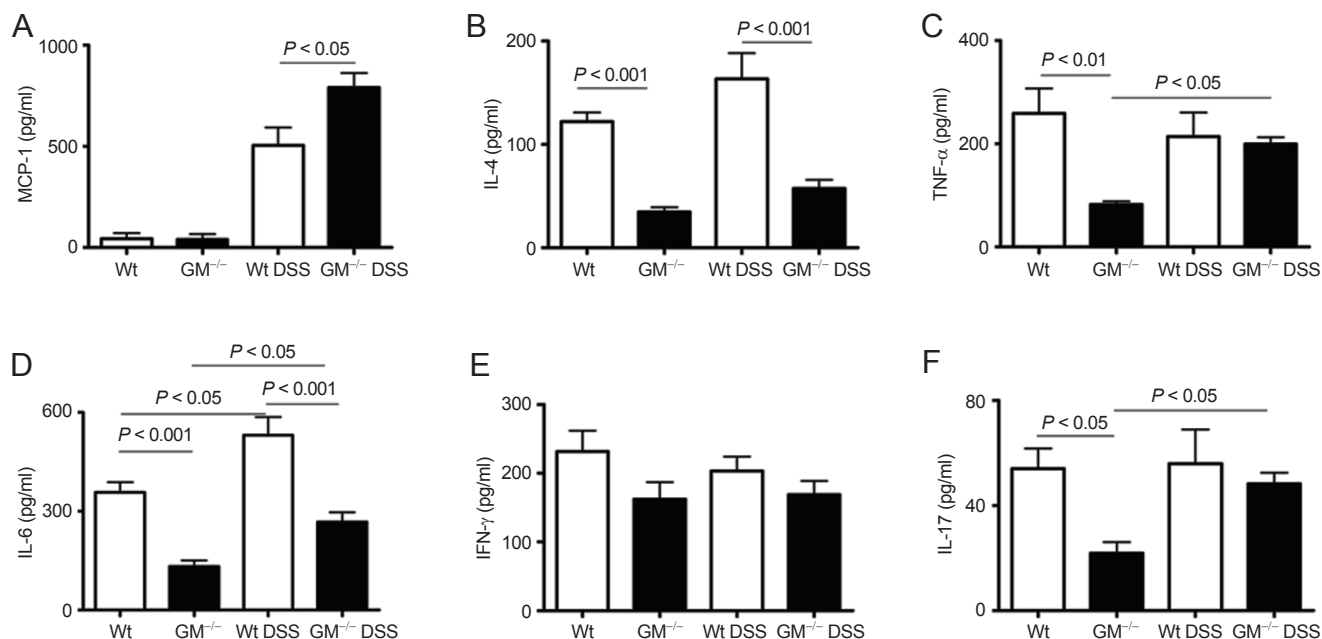 A
MCP-1 (pg/ml)
1000
500
0
P < 0.05
Wt GM⁻/⁻ Wt DSS GM⁻/⁻ DSS
B
IL-4 (pg/ml)
200
100
0
P < 0.001
P < 0.001
Wt GM⁻/⁻ Wt DSS GM⁻/⁻ DSS
C
TNF-α (pg/ml)
400
200
0
P < 0.01
P < 0.05
Wt GM⁻/⁻ Wt DSS GM⁻/⁻ DSS
D
IL-6 (pg/ml)
600
300
0
P < 0.05
P < 0.05
P < 0.001
P < 0.001
Wt GM⁻/⁻ Wt DSS GM⁻/⁻ DSS
E
IFN-γ (pg/ml)
300
200
100
0
Wt GM⁻/⁻ Wt DSS GM⁻/⁻ DSS
F
IL-17 (pg/ml)
80
40
0
P < 0.05
P < 0.05
Wt GM⁻/⁻ Wt DSS GM⁻/⁻ DSS